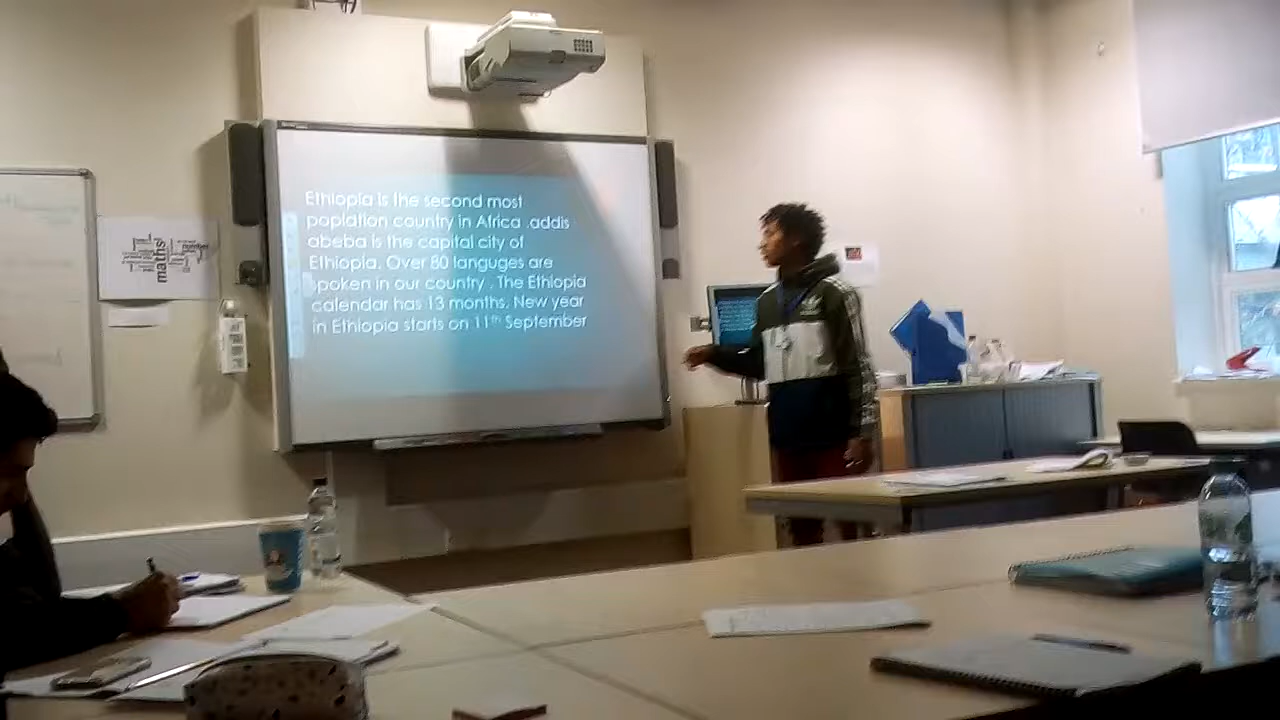 Ethiopia is the second most
poplation country in Africa .addis
abeba is the capital city of
Ethiopia. Over 80 languges are
spoken in our country . The Ethiopia
calendar has 13 months. New year
in Ethiopia starts on 11th September
maths
number